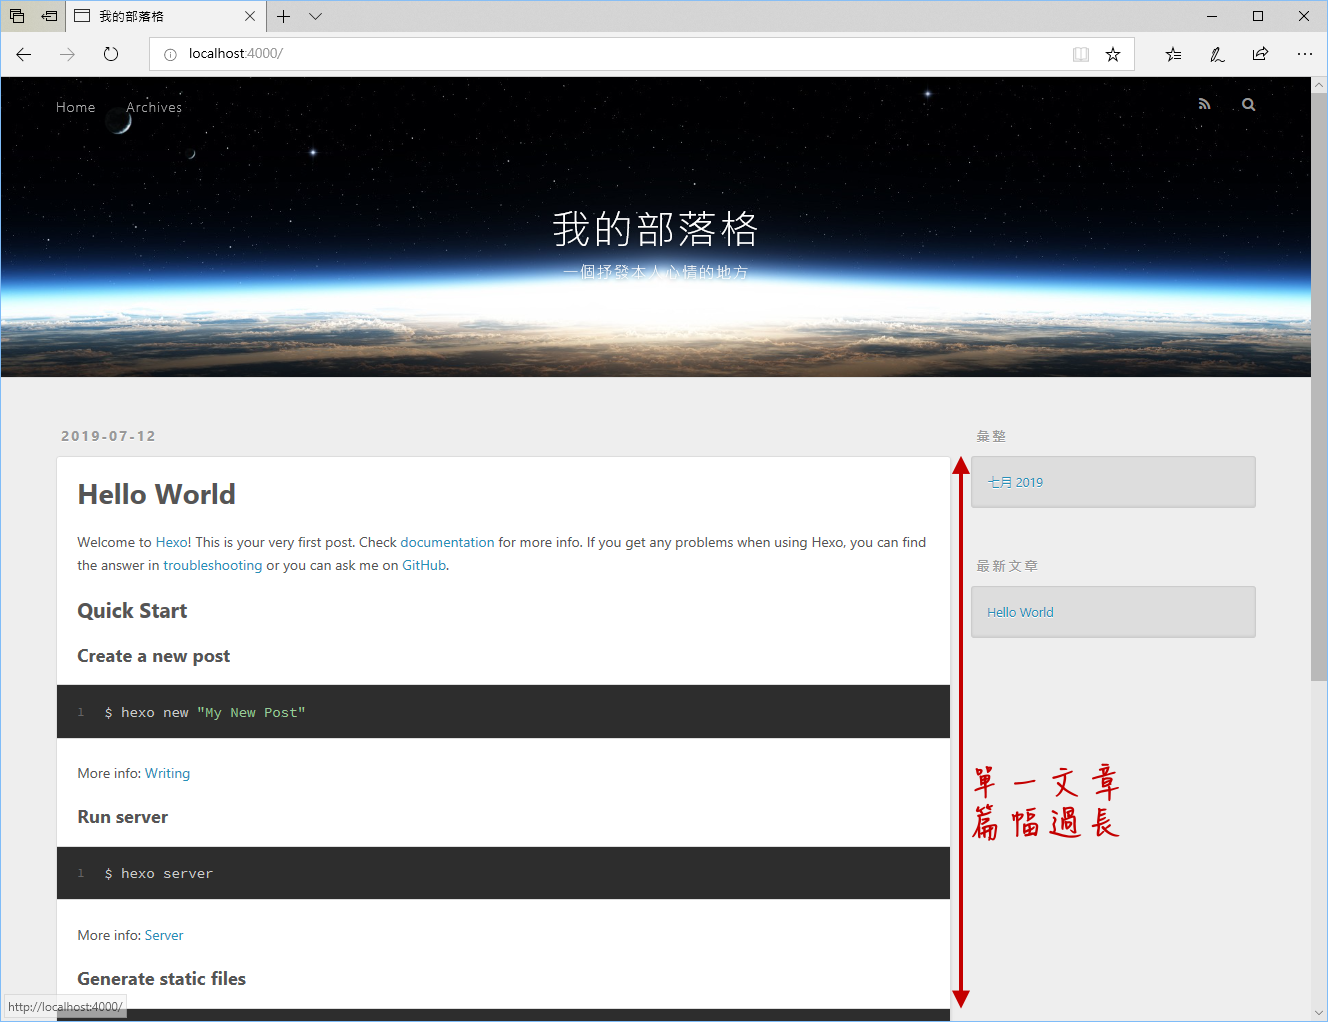 我的部落格
localhost:4000/
Home
Archives
我的部落格
一個抒發本人心情的地方
2019-07-12
Hello World
Welcome to Hexo! This is your very first post. Check documentation for more info. If you get any problems when using Hexo, you can find
the answer in troubleshooting or you can ask me on GitHub.
Quick Start
Create a new post
1 $ hexo new "My New Post"
More info: Writing
Run server
1 $ hexo server
More info: Server
Generate static files
彙整
七月 2019
最新文章
Hello World
單一文章
篇幅過長
http://localhost:4000/